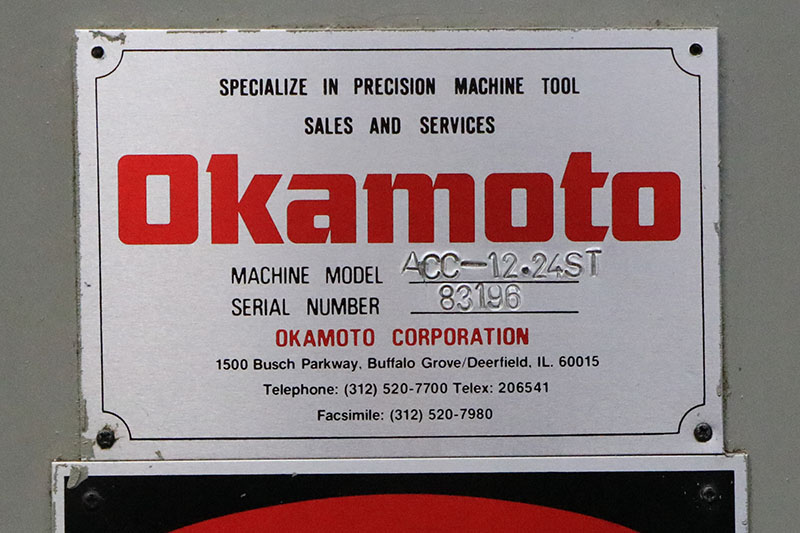 SPECIALIZE IN PRECISION MACHINE TOOL
SALES AND SERVICES
Okamoto
MACHINE MODEL ACC-12.24ST
SERIAL NUMBER 83196
OKAMOTO CORPORATION
1500 Busch Parkway, Buffalo Grove/Deerfield, IL. 60015
Telephone: (312) 520-7700 Telex: 206541
Facsimile: (312) 520-7980